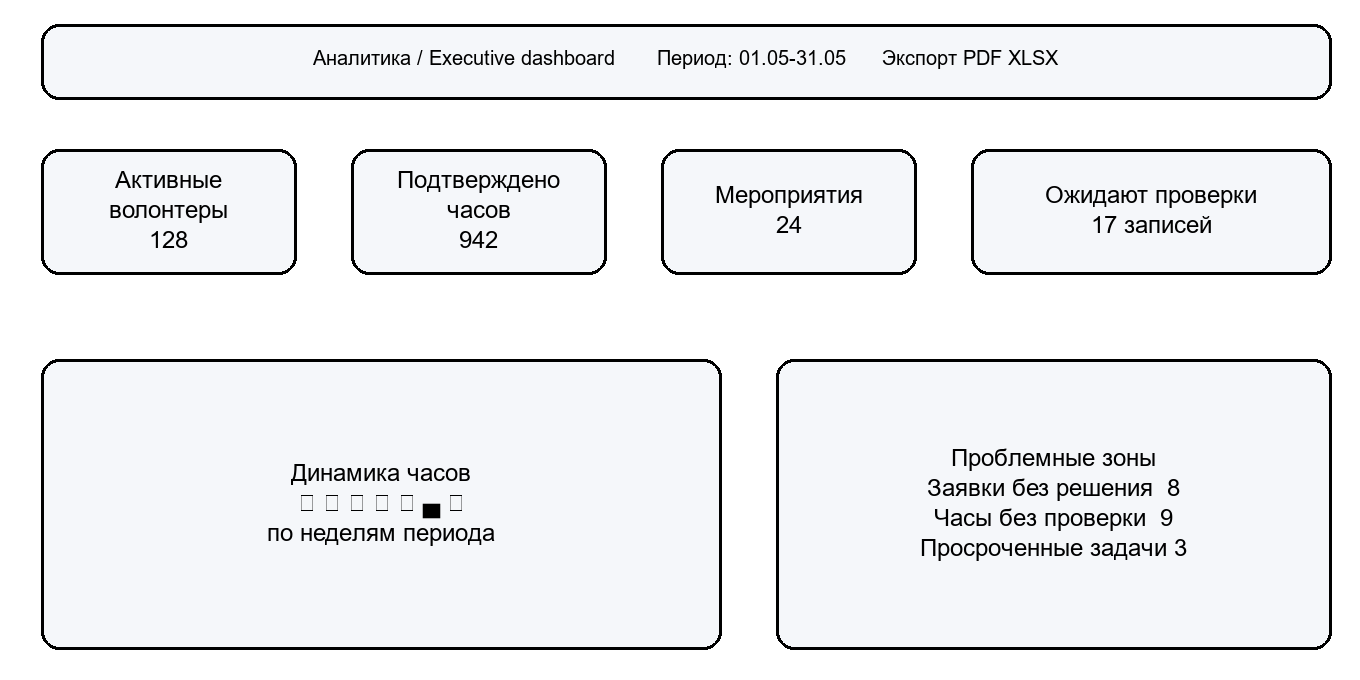 Аналитика / Executive dashboard Период: 01.05-31.05 Экспорт PDF XLSX
Активные
волонтеры
128
Подтверждено
часов
942
Мероприятия
24
Ожидают проверки
17 записей
Динамика часов
по неделям периода
Проблемные зоны
Заявки без решения 8
Часы без проверки 9
Просроченные задачи 3